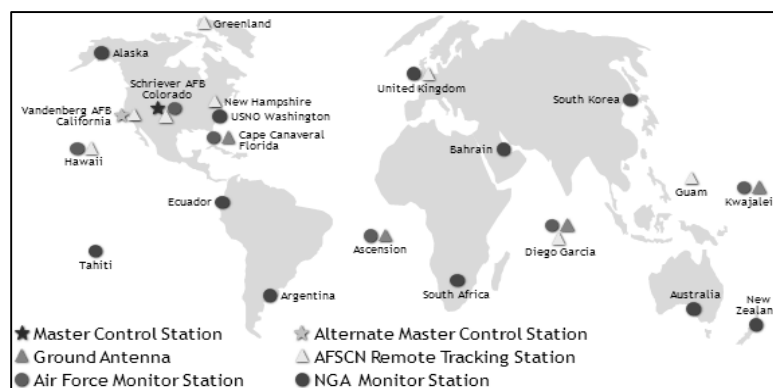 Greenland
Alaska
Schriever AFB
Colorado
United Kingdom
Vandenberg AFB
California
New Hampshire
USNO Washington
South Korea
Cape Canaveral
Florida
Hawaii
Bahrain
Guam
Kwajalei
Ecuador
Ascension
Diego Garcia
Tahiti
Argentina
South Africa
Australia
New
Zealan
Master Control Station
Alternate Master Control Station
Ground Antenna
AFSCN Remote Tracking Station
Air Force Monitor Station
NGA Monitor Station